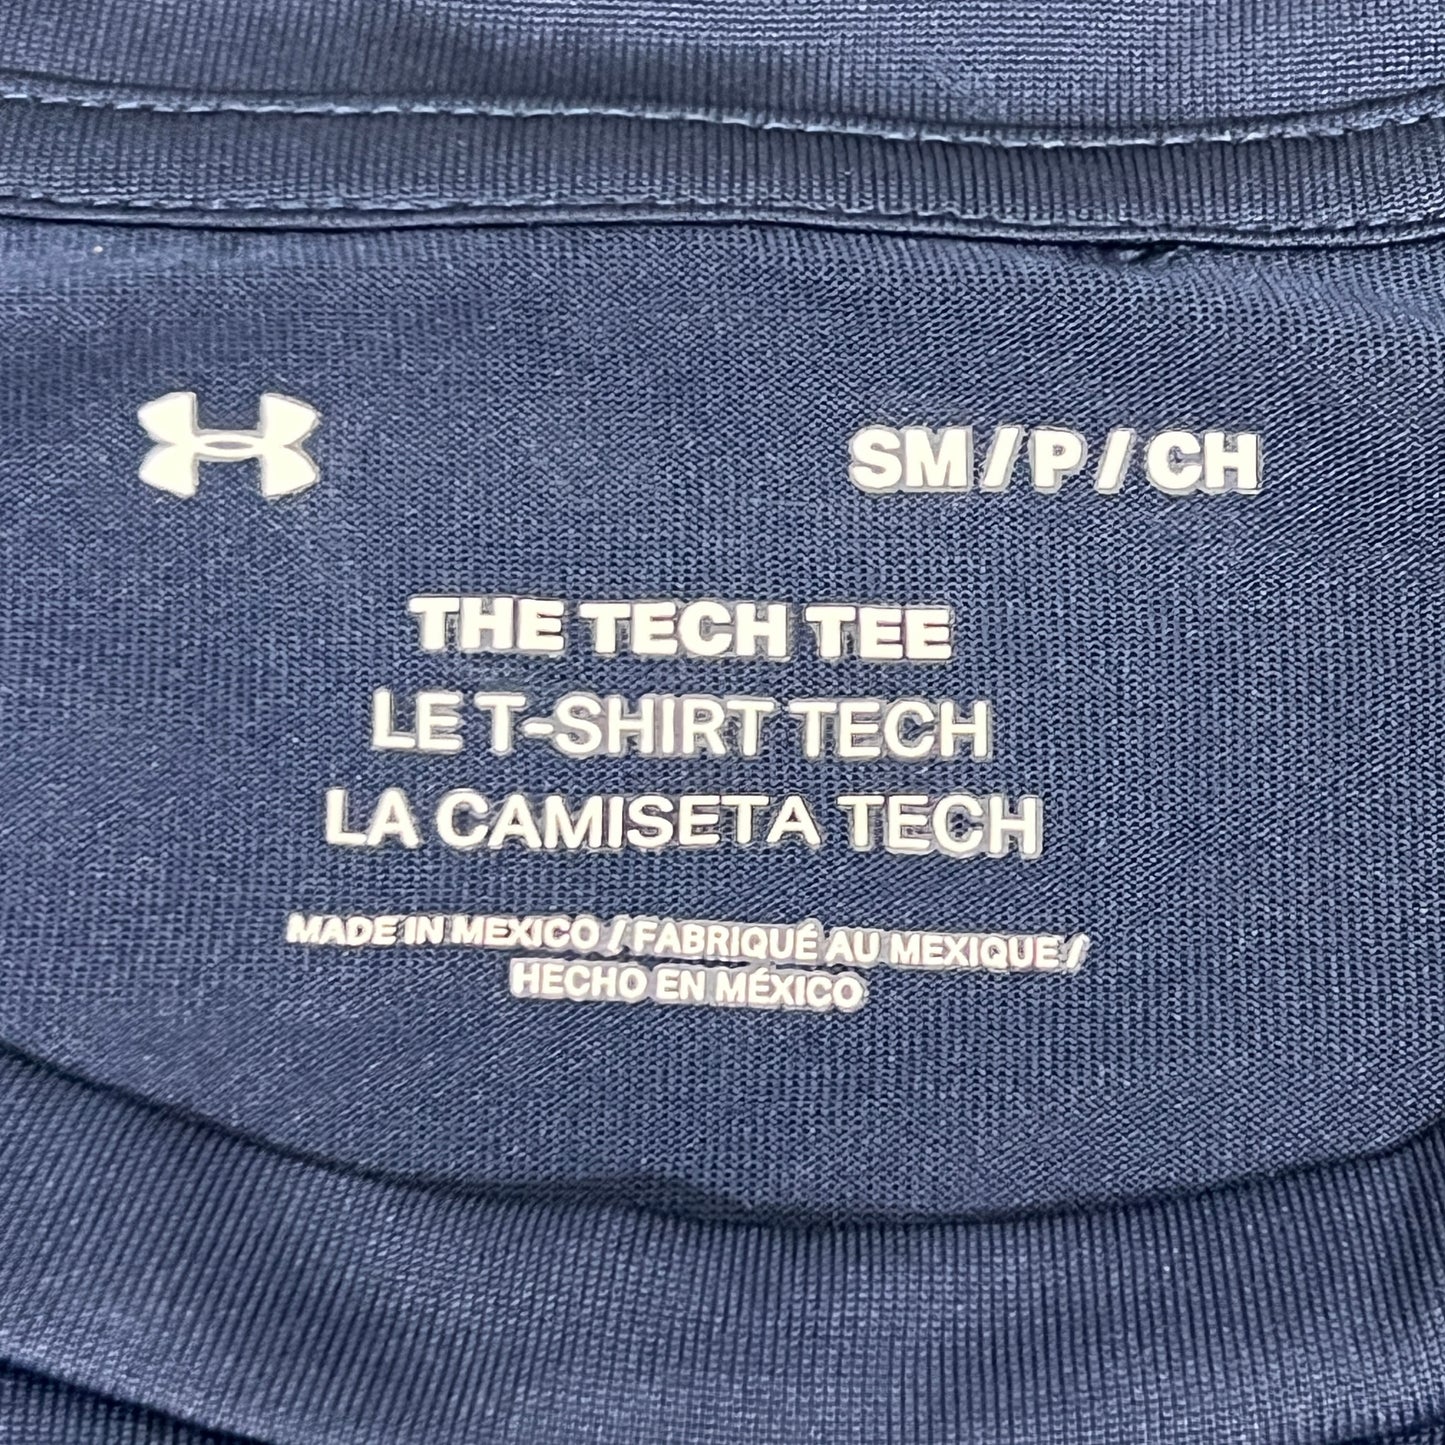 SM / P / CH
THE TECH TEE
LE T-SHIRT TECH
LA CAMISETA TECH
MADE IN MEXICO / FABRIQUÉ AU MEXIQUE /
HECHO EN MÉXICO